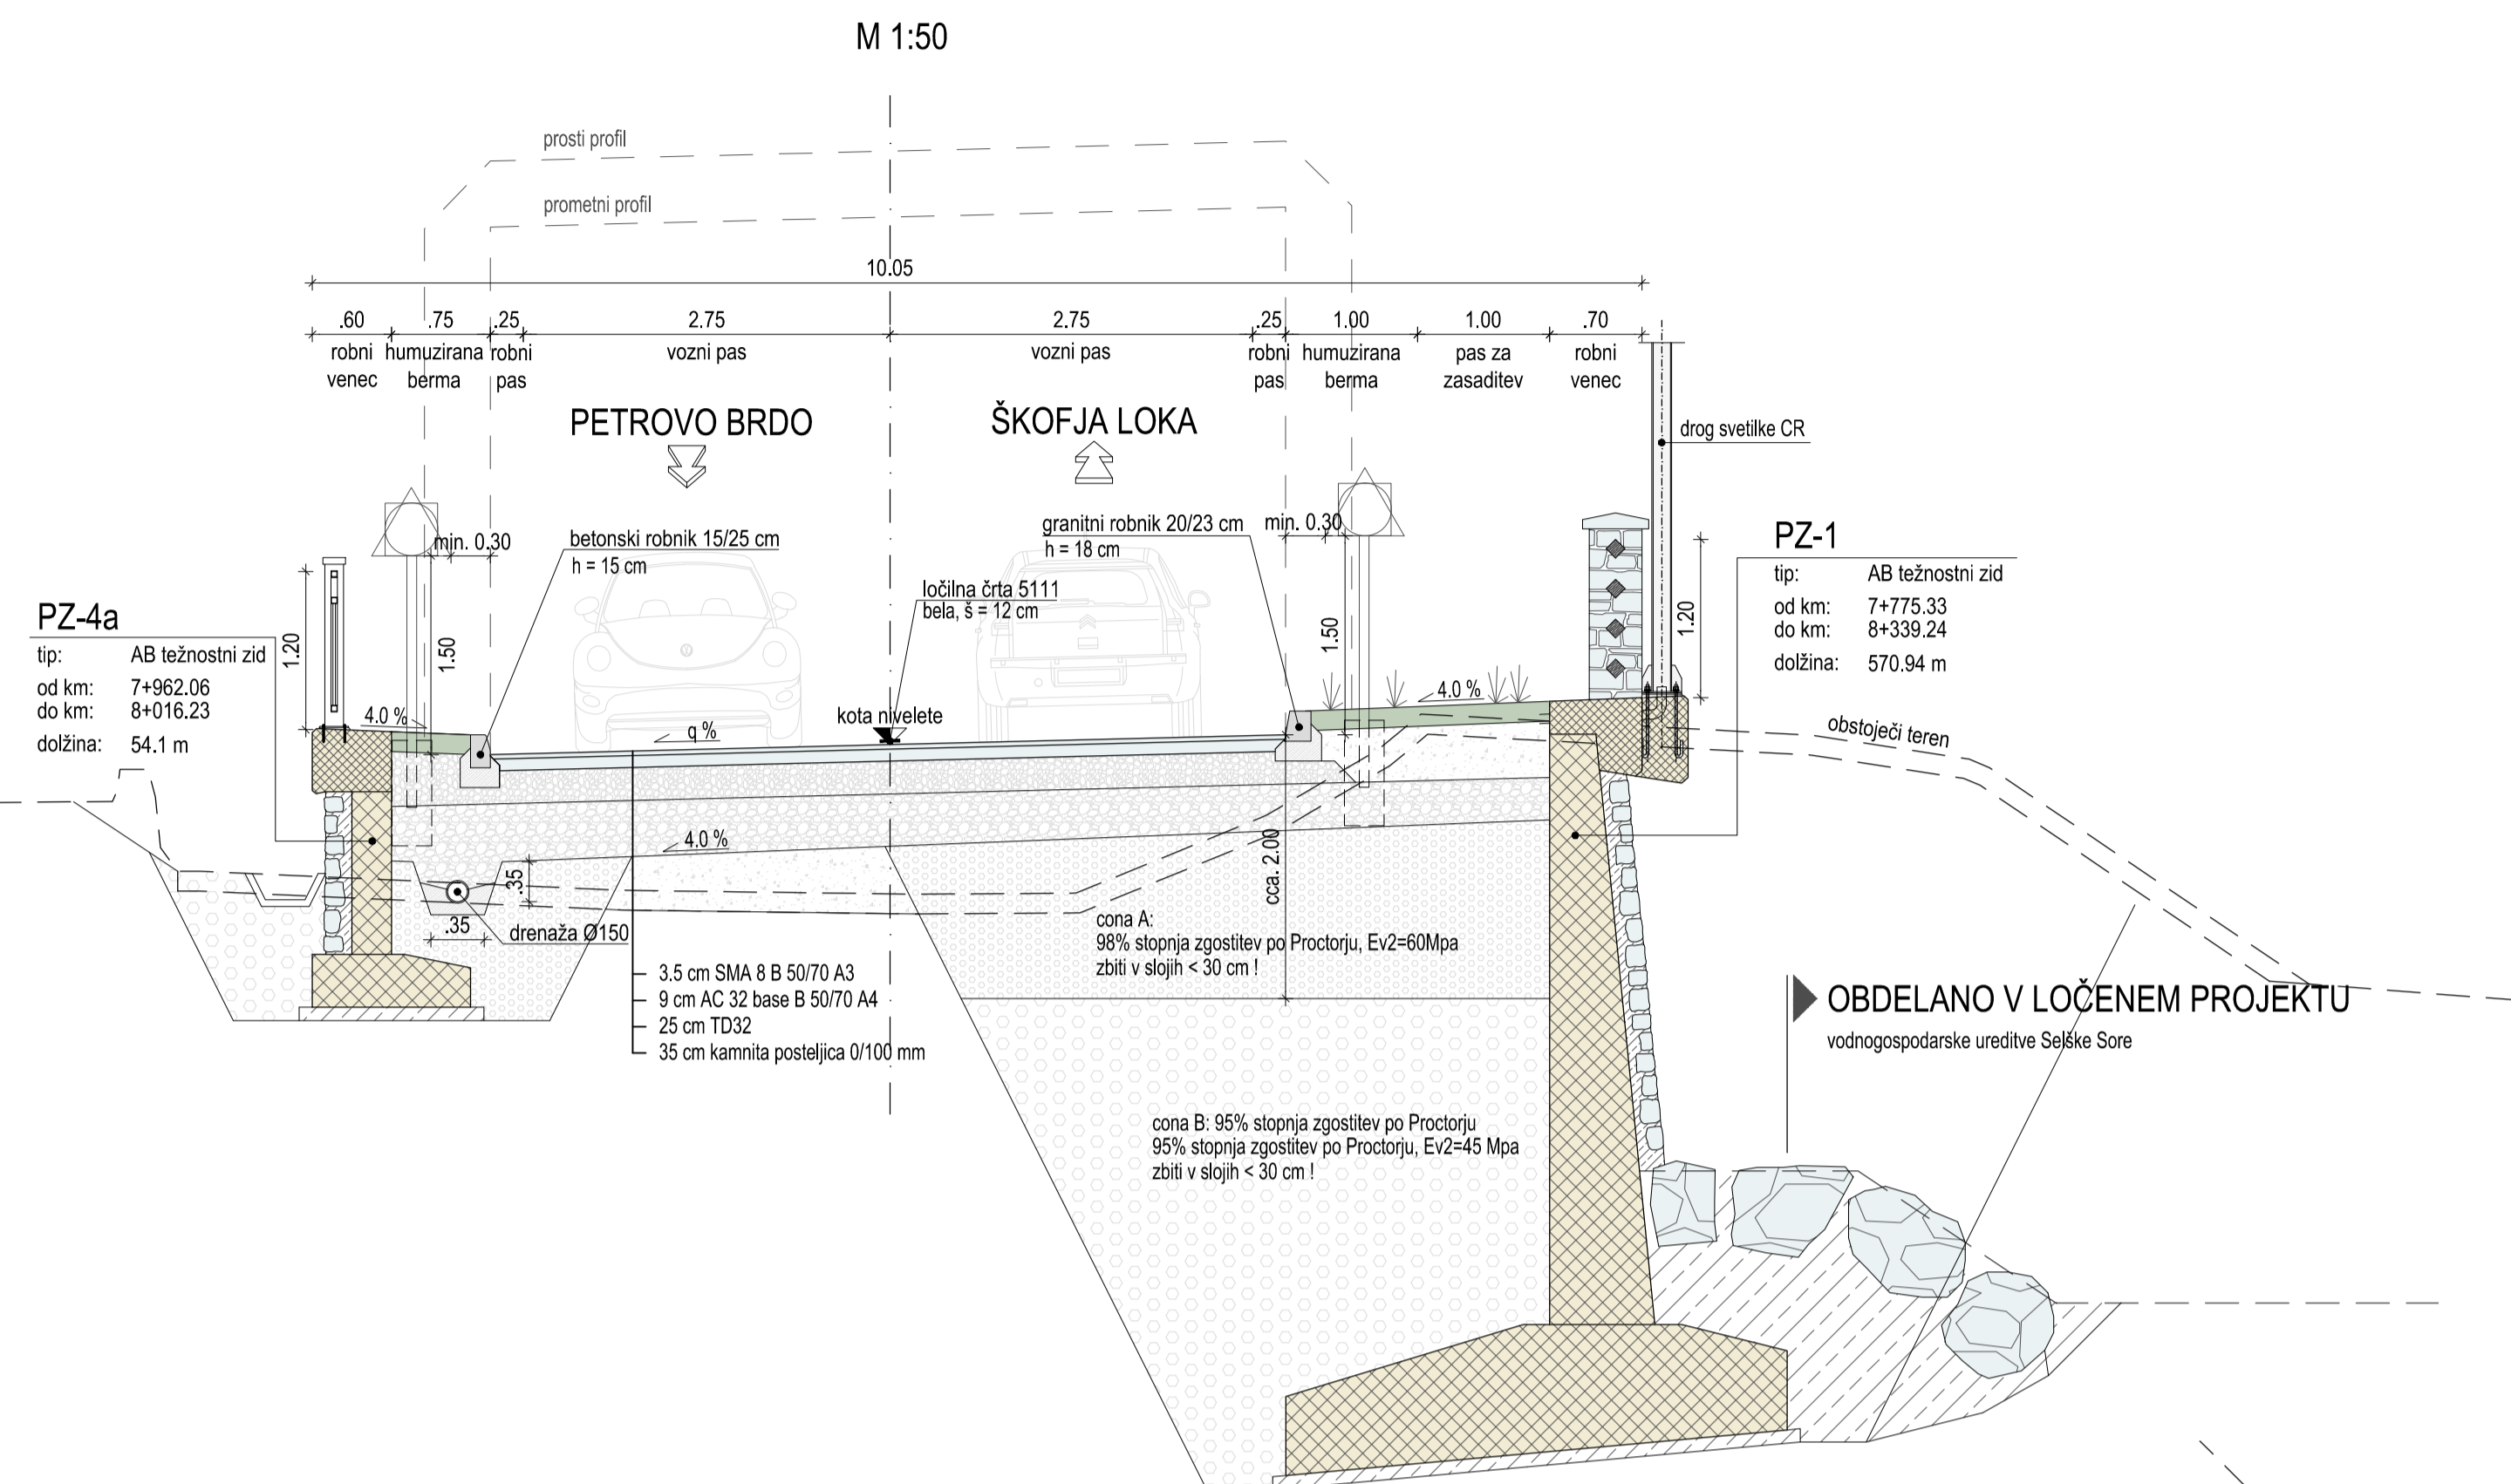 M 1:50
prosti profil
prometni profil
10.05
.60 .75 .25 2.75 2.75 .25 1.00 1.00 .70
robni venec
humuzirana berma
robni pas
vozni pas
vozni pas
robni pas
humuzirana berma
pas za zasaditev
robni venec
PETROVO BRDO
ŠKOFJA LOKA
drog svetilke CR
min. 0.30
betonski robnik 15/25 cm
h = 15 cm
granitni robnik 20/23 cm
h = 18 cm
min. 0.30
ločilna črta 5111
bela, š = 12 cm
PZ-1
tip: AB težnostni zid
od km: 7+775.33
do km: 8+339.24
dolžina: 570.94 m
PZ-4a
tip: AB težnostni zid
od km: 7+962.06
do km: 8+016.23
dolžina: 54.1 m
1.20
1.50
1.50
1.20
4.0 %
q %
kota nivelete
4.0 %
obstoječi teren
4.0 %
cca. 2.00
.35
.35
drenaža Ø150
cona A:
98% stopnja zgostitev po Proctorju, Ev2=60Mpa
zbiti v slojih < 30 cm !
3.5 cm SMA 8 B 50/70 A3
9 cm AC 32 base B 50/70 A4
25 cm TD32
35 cm kamnita posteljica 0/100 mm
OBDELANO V LOČENEM PROJEKTU
vodnogospodarske ureditve Selške Sore
cona B: 95% stopnja zgostitev po Proctorju
95% stopnja zgostitev po Proctorju, Ev2=45 Mpa
zbiti v slojih < 30 cm !